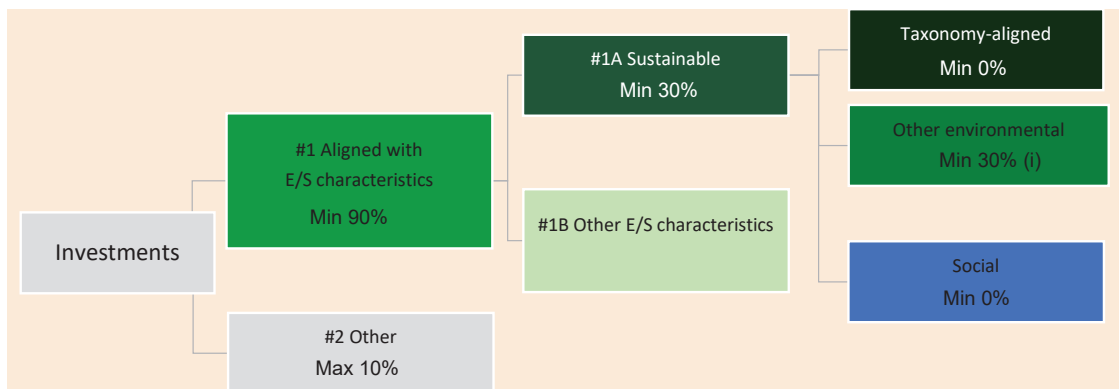 Investments
#1 Aligned with
E/S characteristics
Min 90%
#2 Other
Max 10%
#1A Sustainable
Min 30%
#1B Other E/S characteristics
Taxonomy-aligned
Min 0%
Other environmental
Min 30% (i)
Social
Min 0%